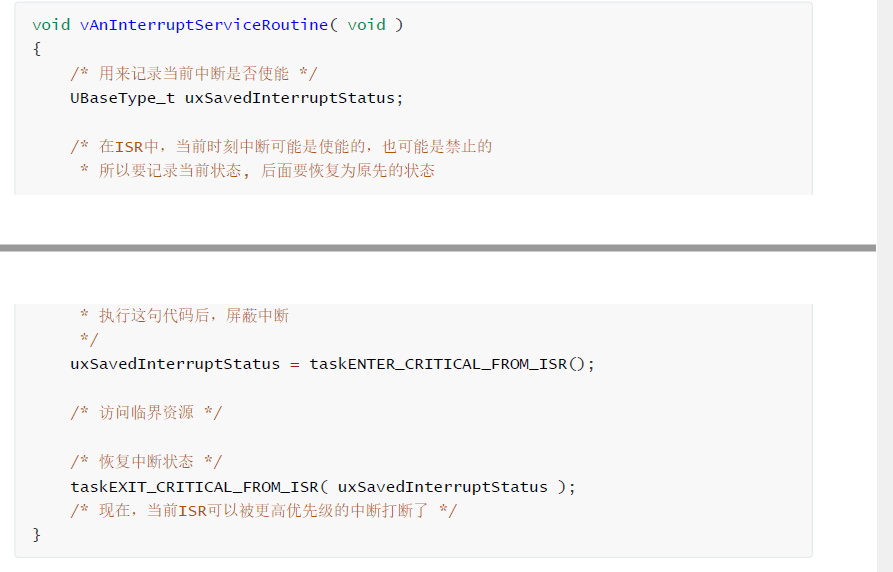 void vAnInterruptServiceRoutine( void )
{
/* 用来记录当前中断是否使能 */
UBaseType_t uxSavedInterruptStatus;
/* 在ISR中，当前时刻中断可能是使能的，也可能是禁止的
* 所以要记录当前状态, 后面要恢复为原先的状态
* 执行这句代码后，屏蔽中断
*/
uxSavedInterruptStatus = taskENTER_CRITICAL_FROM_ISR();
/* 访问临界资源 */
/* 恢复中断状态 */
taskEXIT_CRITICAL_FROM_ISR( uxSavedInterruptStatus );
/* 现在，当前ISR可以被更高优先级的中断打断了 */
}